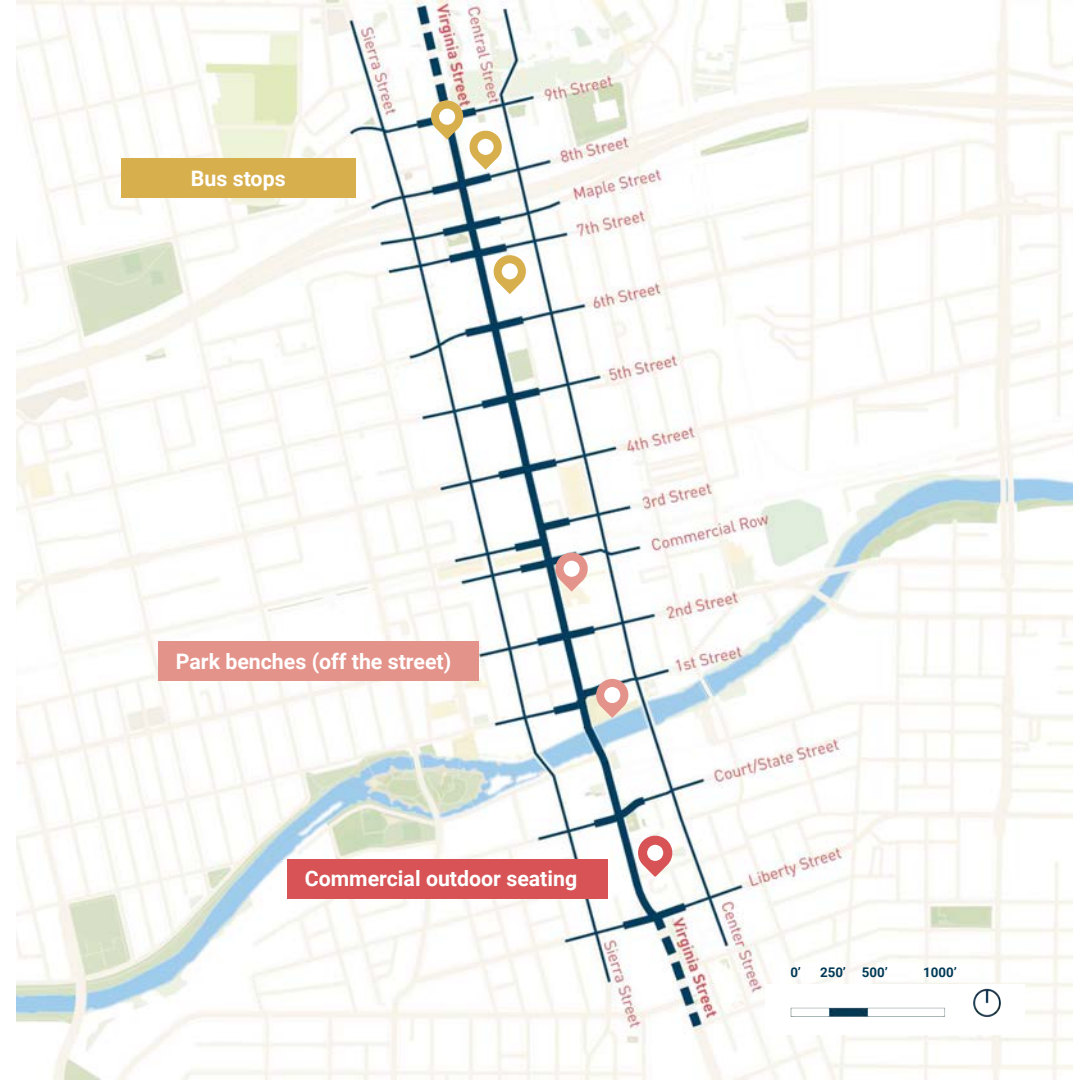 Sierra Street
Virginia Street
Central Street
9th Street
8th Street
Bus stops
Maple Street
7th Street
6th Street
5th Street
4th Street
3rd Street
Commercial Row
2nd Street
Park benches (off the street)
1st Street
Court/State Street
Commercial outdoor seating
Liberty Street
Sierra Street
Virginia Street
Center Street
0’ 250’ 500’ 1000’